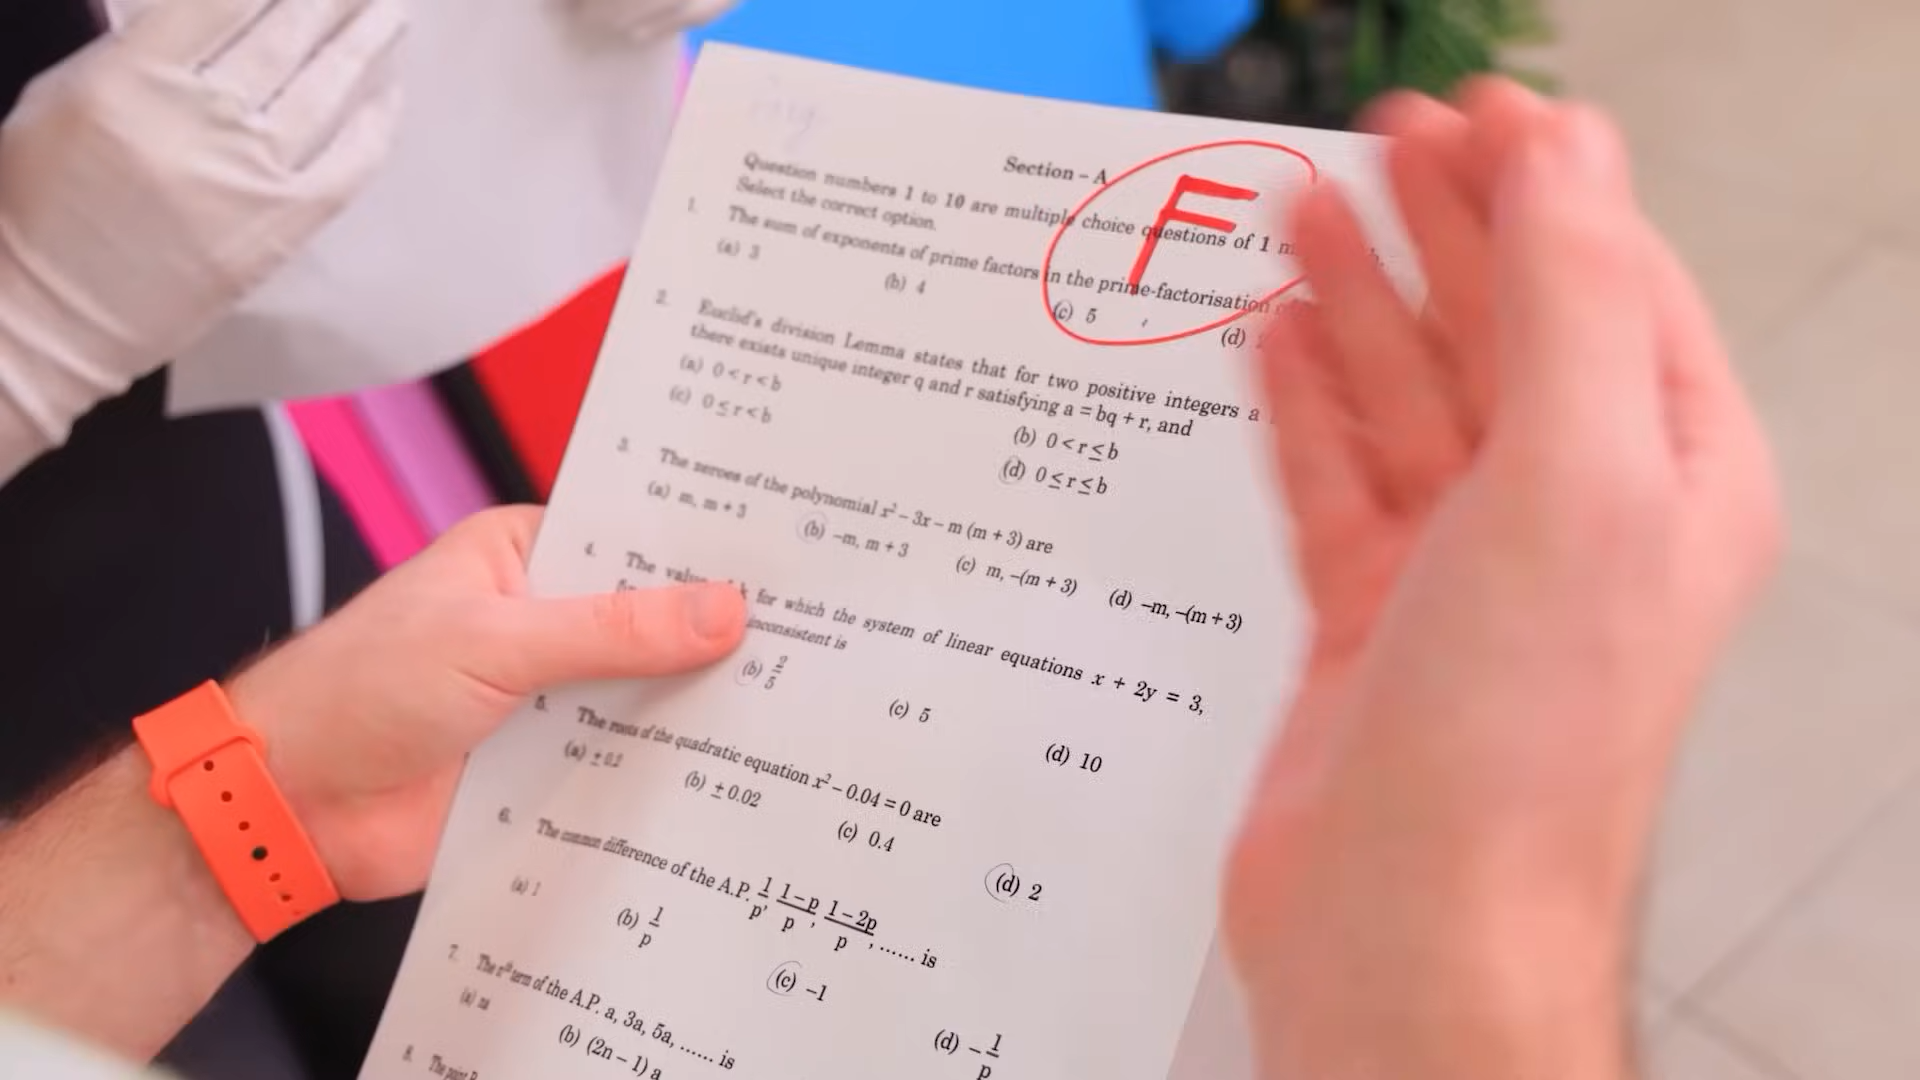 Section – A
F
Question numbers 1 to 10 are multiple choice questions of 1
Select the correct option.
1. The sum of exponents of prime factors in the prime-factorisation
(a) 3 (b) 4 (c) 5 (d)
2. Euclid's division Lemma states that for two positive integers a
there exists unique integer q and r satisfying a = bq + r, and
(a) 0 < r < b (b) 0 < r ≤ b
(c) 0 ≤ r < b (d) 0 ≤ r ≤ b
3. The zeroes of the polynomial x² – 3x – m (m + 3) are
(a) m, m + 3 (b) –m, m + 3 (c) m, –(m + 3) (d) –m, –(m + 3)
4. The k for which the system of linear equations x + 2y = 3,
inconsistent is
(b) 2/5 (c) 5 (d) 10
5. The roots of the quadratic equation x² – 0.04 = 0 are
(a) ± 0.2 (b) ± 0.02 (c) 0.4 (d) 2
6. The common difference of the A.P. 1/p, 1–p/p, 1–2p/p, ...... is
(a) 1 (b) 1/p (c) –1 (d) – 1/p
7. The nth term of the A.P. a, 3a, 5a, ...... is
(a) na (b) (2n – 1) a
8. The point P